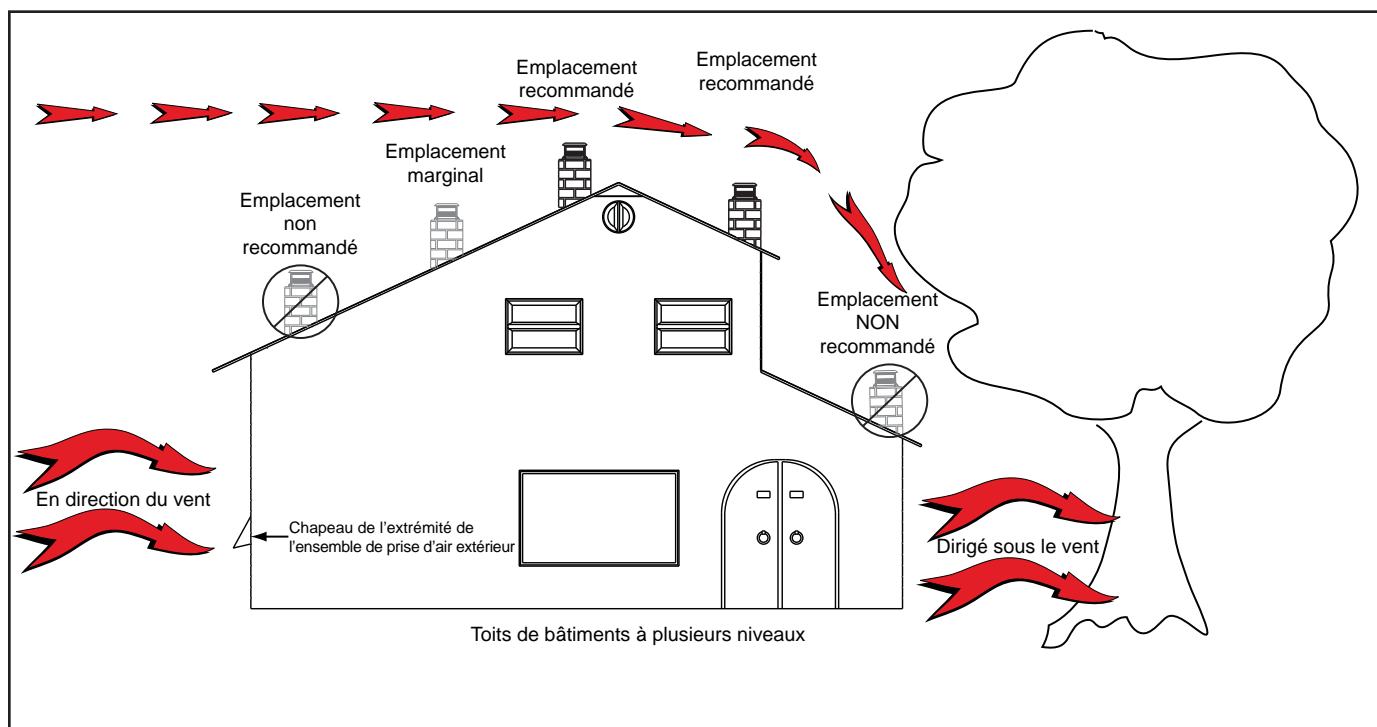 Emplacement
recommandé
Emplacement
recommandé
Emplacement
marginal
Emplacement
non
recommandé
Emplacement
NON
recommandé
En direction du vent
Chapeau de l'extrémité de
l'ensemble de prise d'air extérieur
Dirigé sous le vent
Toits de bâtiments à plusieurs niveaux